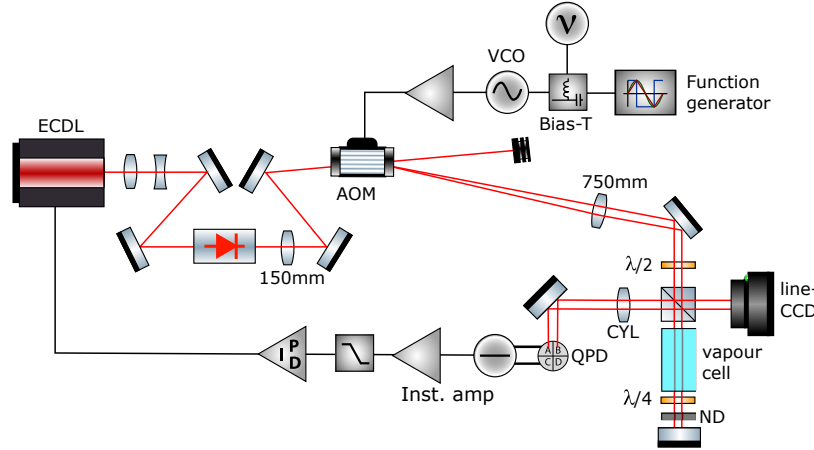 ν
VCO
Function
generator
Bias-T
ECDL
AOM
750mm
150mm
λ/2
line-
CCD
CYL
A B
C D
QPD
I P D
Inst. amp
vapour
cell
λ/4
ND